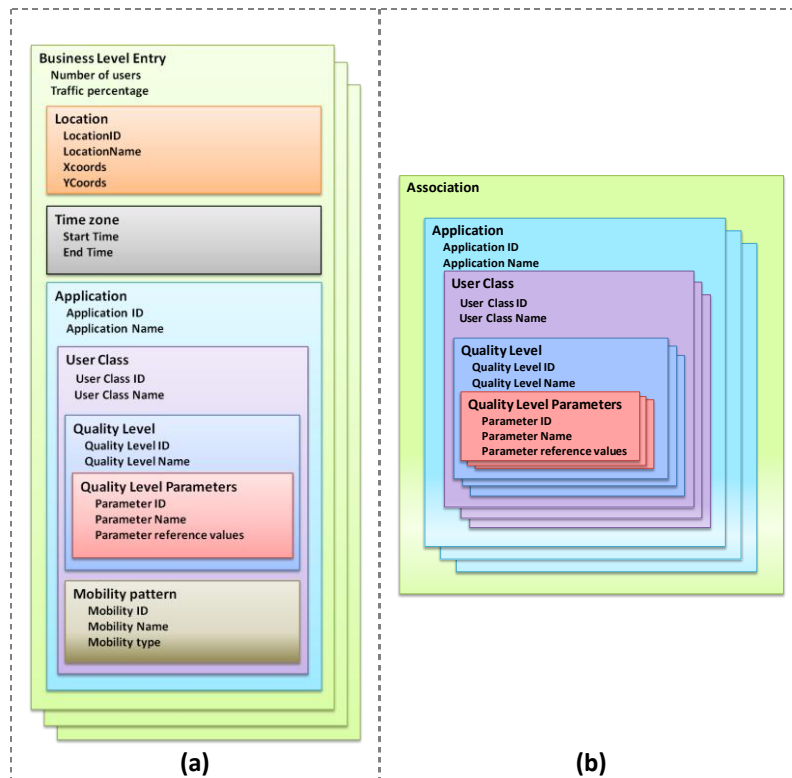 Business Level Entry
Number of users
Traffic percentage
Location
LocationID
LocationName
Xcoords
YCoords
Time zone
Start Time
End Time
Application
Application ID
Application Name
User Class
User Class ID
User Class Name
Quality Level
Quality Level ID
Quality Level Name
Quality Level Parameters
Parameter ID
Parameter Name
Parameter reference values
Mobility pattern
Mobility ID
Mobility Name
Mobility type
(a)
Association
Application
Application ID
Application Name
User Class
User Class ID
User Class Name
Quality Level
Quality Level ID
Quality Level Name
Quality Level Parameters
Parameter ID
Parameter Name
Parameter reference values
(b)